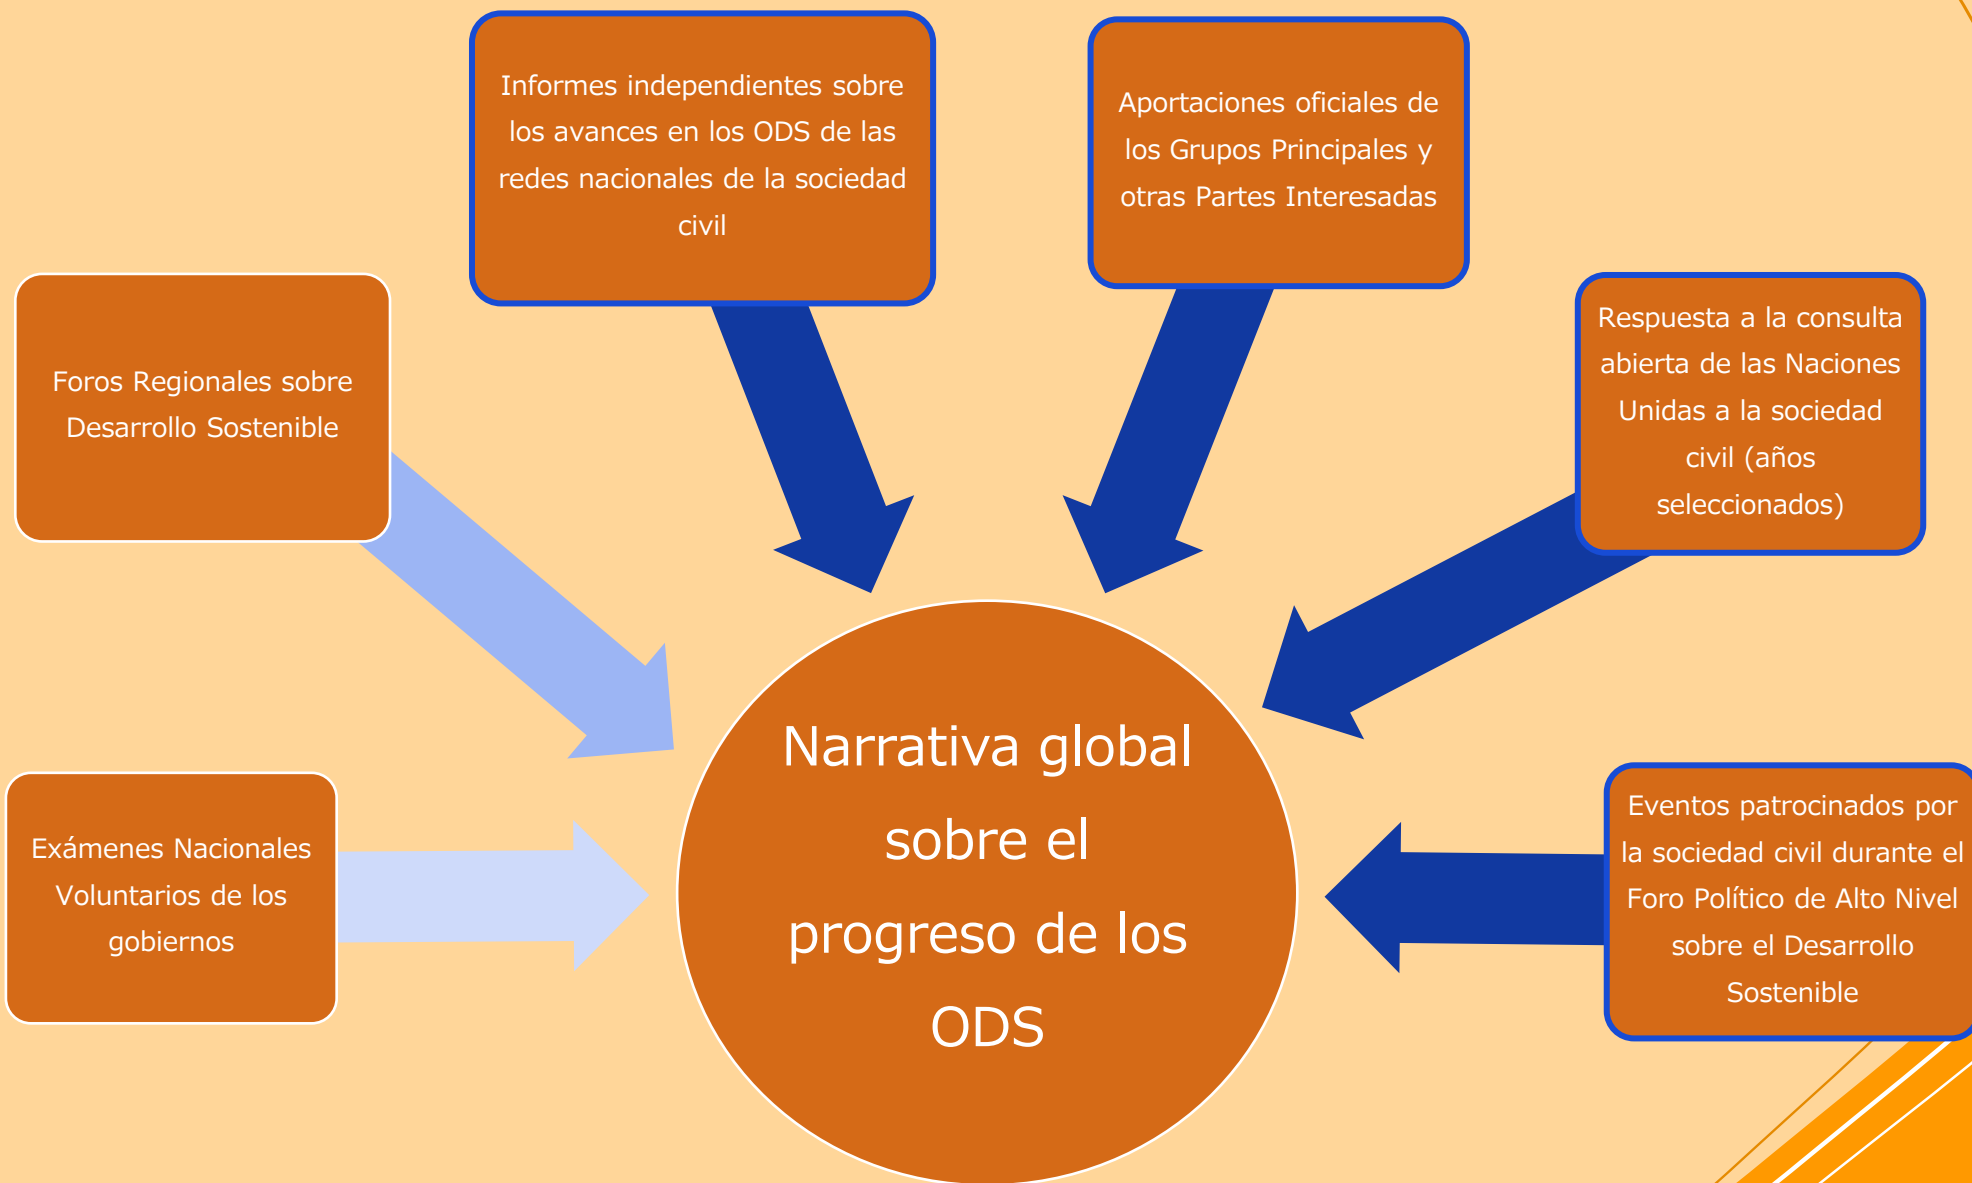 Informes independientes sobre
los avances en los ODS de las
redes nacionales de la sociedad
civil
Aportaciones oficiales de
los Grupos Principales y
otras Partes Interesadas
Foros Regionales sobre
Desarrollo Sostenible
Respuesta a la consulta
abierta de las Naciones
Unidas a la sociedad
civil (años
seleccionados)
Exámenes Nacionales
Voluntarios de los
gobiernos
Narrativa global
sobre el
progreso de los
ODS
Eventos patrocinados por
la sociedad civil durante el
Foro Político de Alto Nivel
sobre el Desarrollo
Sostenible